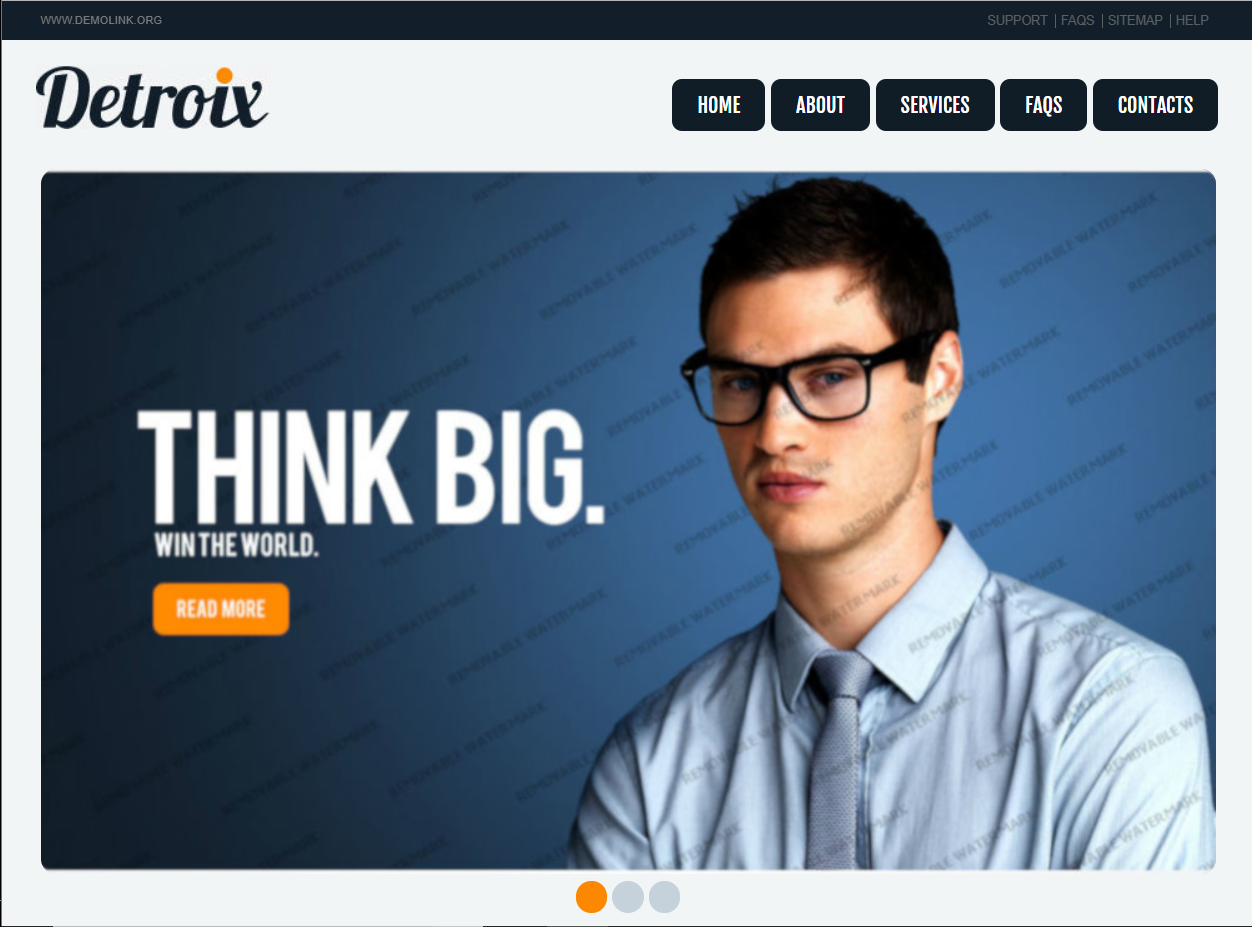 WWW.DEMOLINK.ORG
SUPPORT | FAQS | SITEMAP | HELP
Detroix
HOME ABOUT SERVICES FAQS CONTACTS
THINK BIG.
WIN THE WORLD.
READ MORE
REMOVABLE WATERMARK